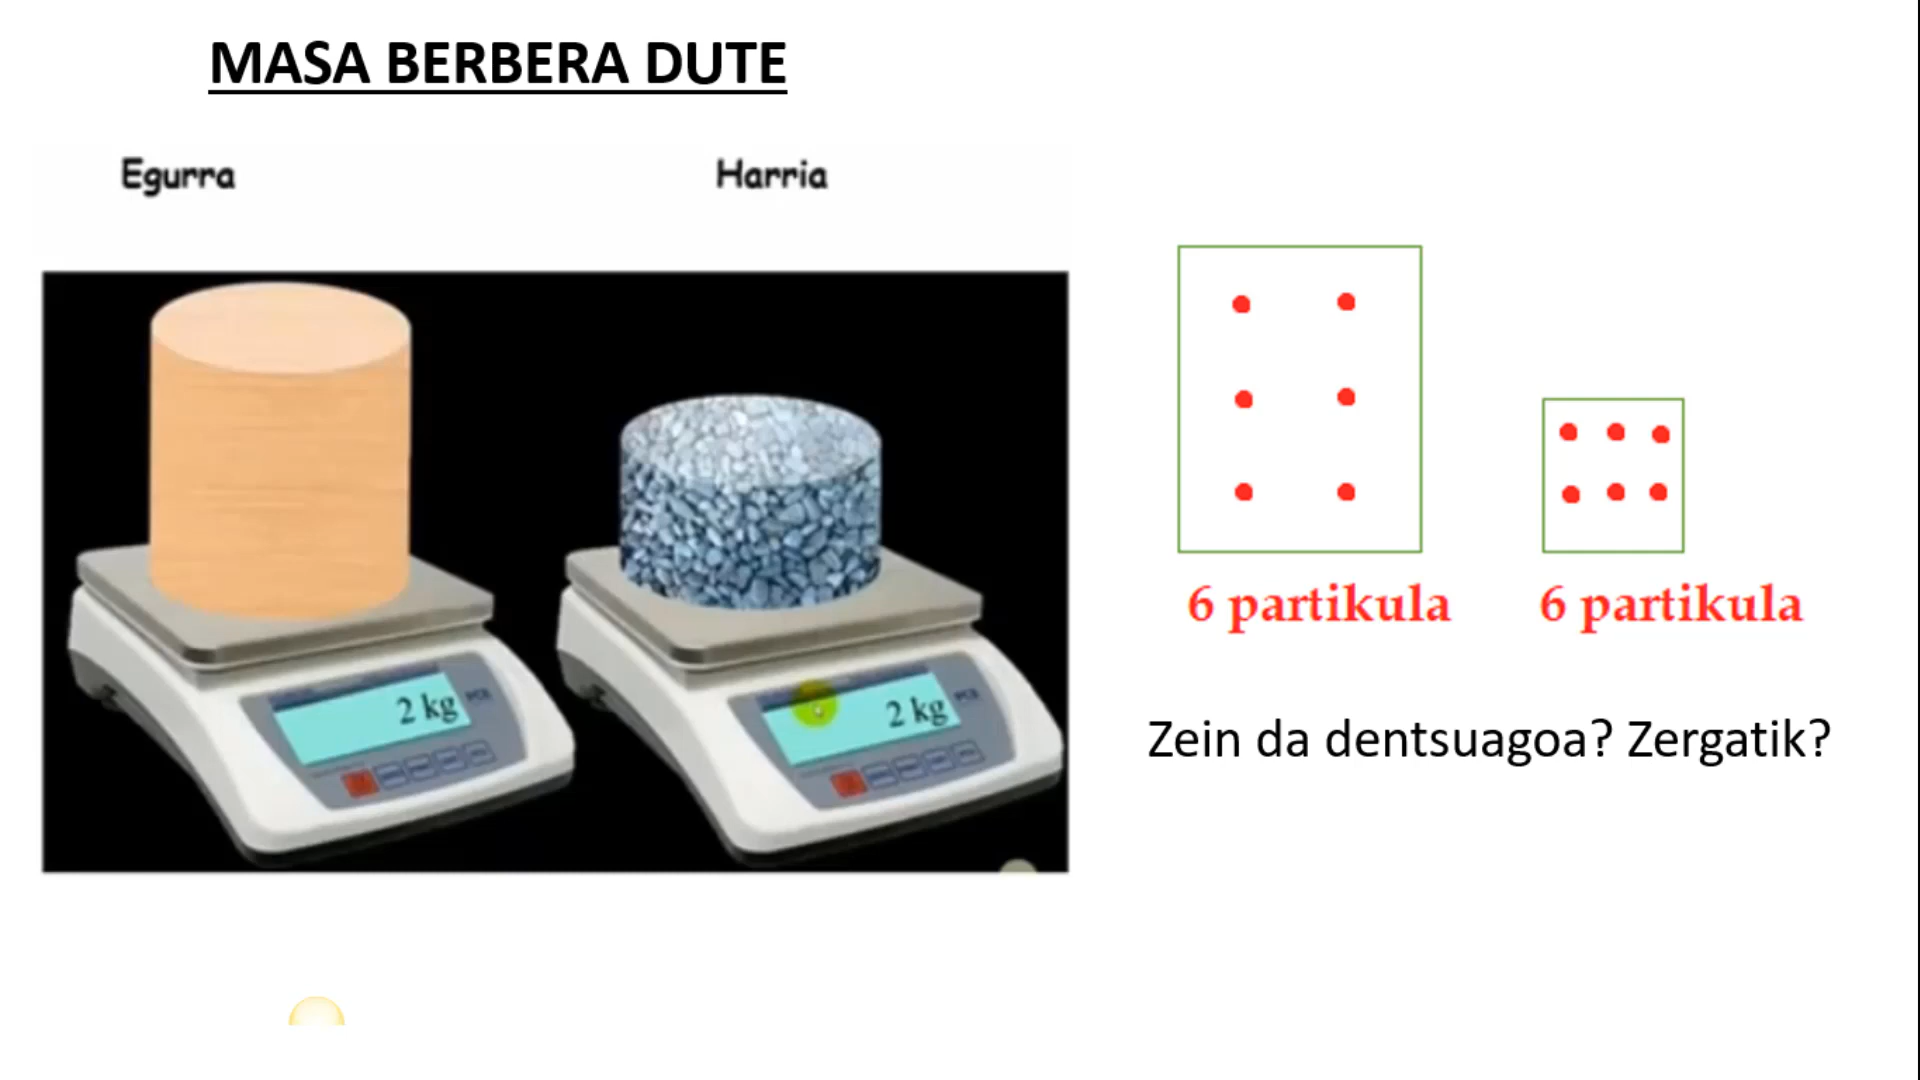 MASA BERBERA DUTE
Egurra
Harria
2 kg
2 kg
6 partikula
6 partikula
Zein da dentsuagoa? Zergatik?